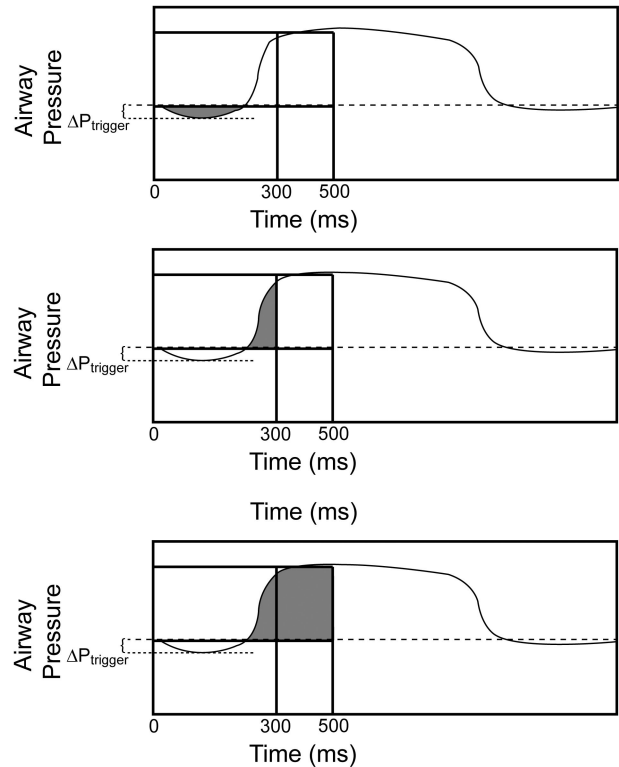 Airway
Pressure
ΔPtrigger
0
300
500
Time (ms)
Airway
Pressure
ΔPtrigger
0
300
500
Time (ms)
Time (ms)
Airway
Pressure
ΔPtrigger
0
300
500
Time (ms)